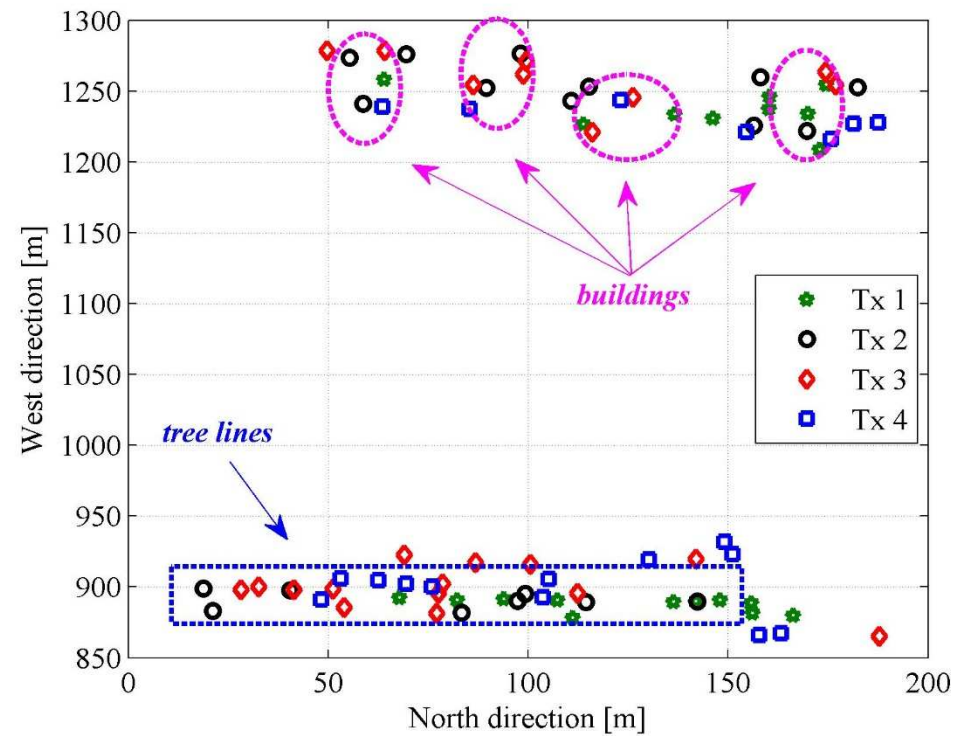 1300
1250
1200
1150
1100
1050
1000
950
900
850
0
50
100
150
200
West direction [m]
North direction [m]
buildings
tree lines
Tx 1
Tx 2
Tx 3
Tx 4